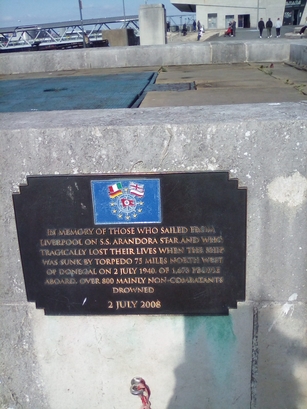 IN MEMORY OF THOSE WHO SAILED FROM
LIVERPOOL ON S.S. ARANDORA STAR AND WHO
TRAGICALLY LOST THEIR LIVES WHEN THE SHIP
WAS SUNK BY TORPEDO 75 MILES NORTH WEST
OF DONEGAL ON 2 JULY 1940. OF 1,670 PEOPLE
ABOARD, OVER 800 MAINLY NON-COMBATANTS
DROWNED
2 JULY 2008